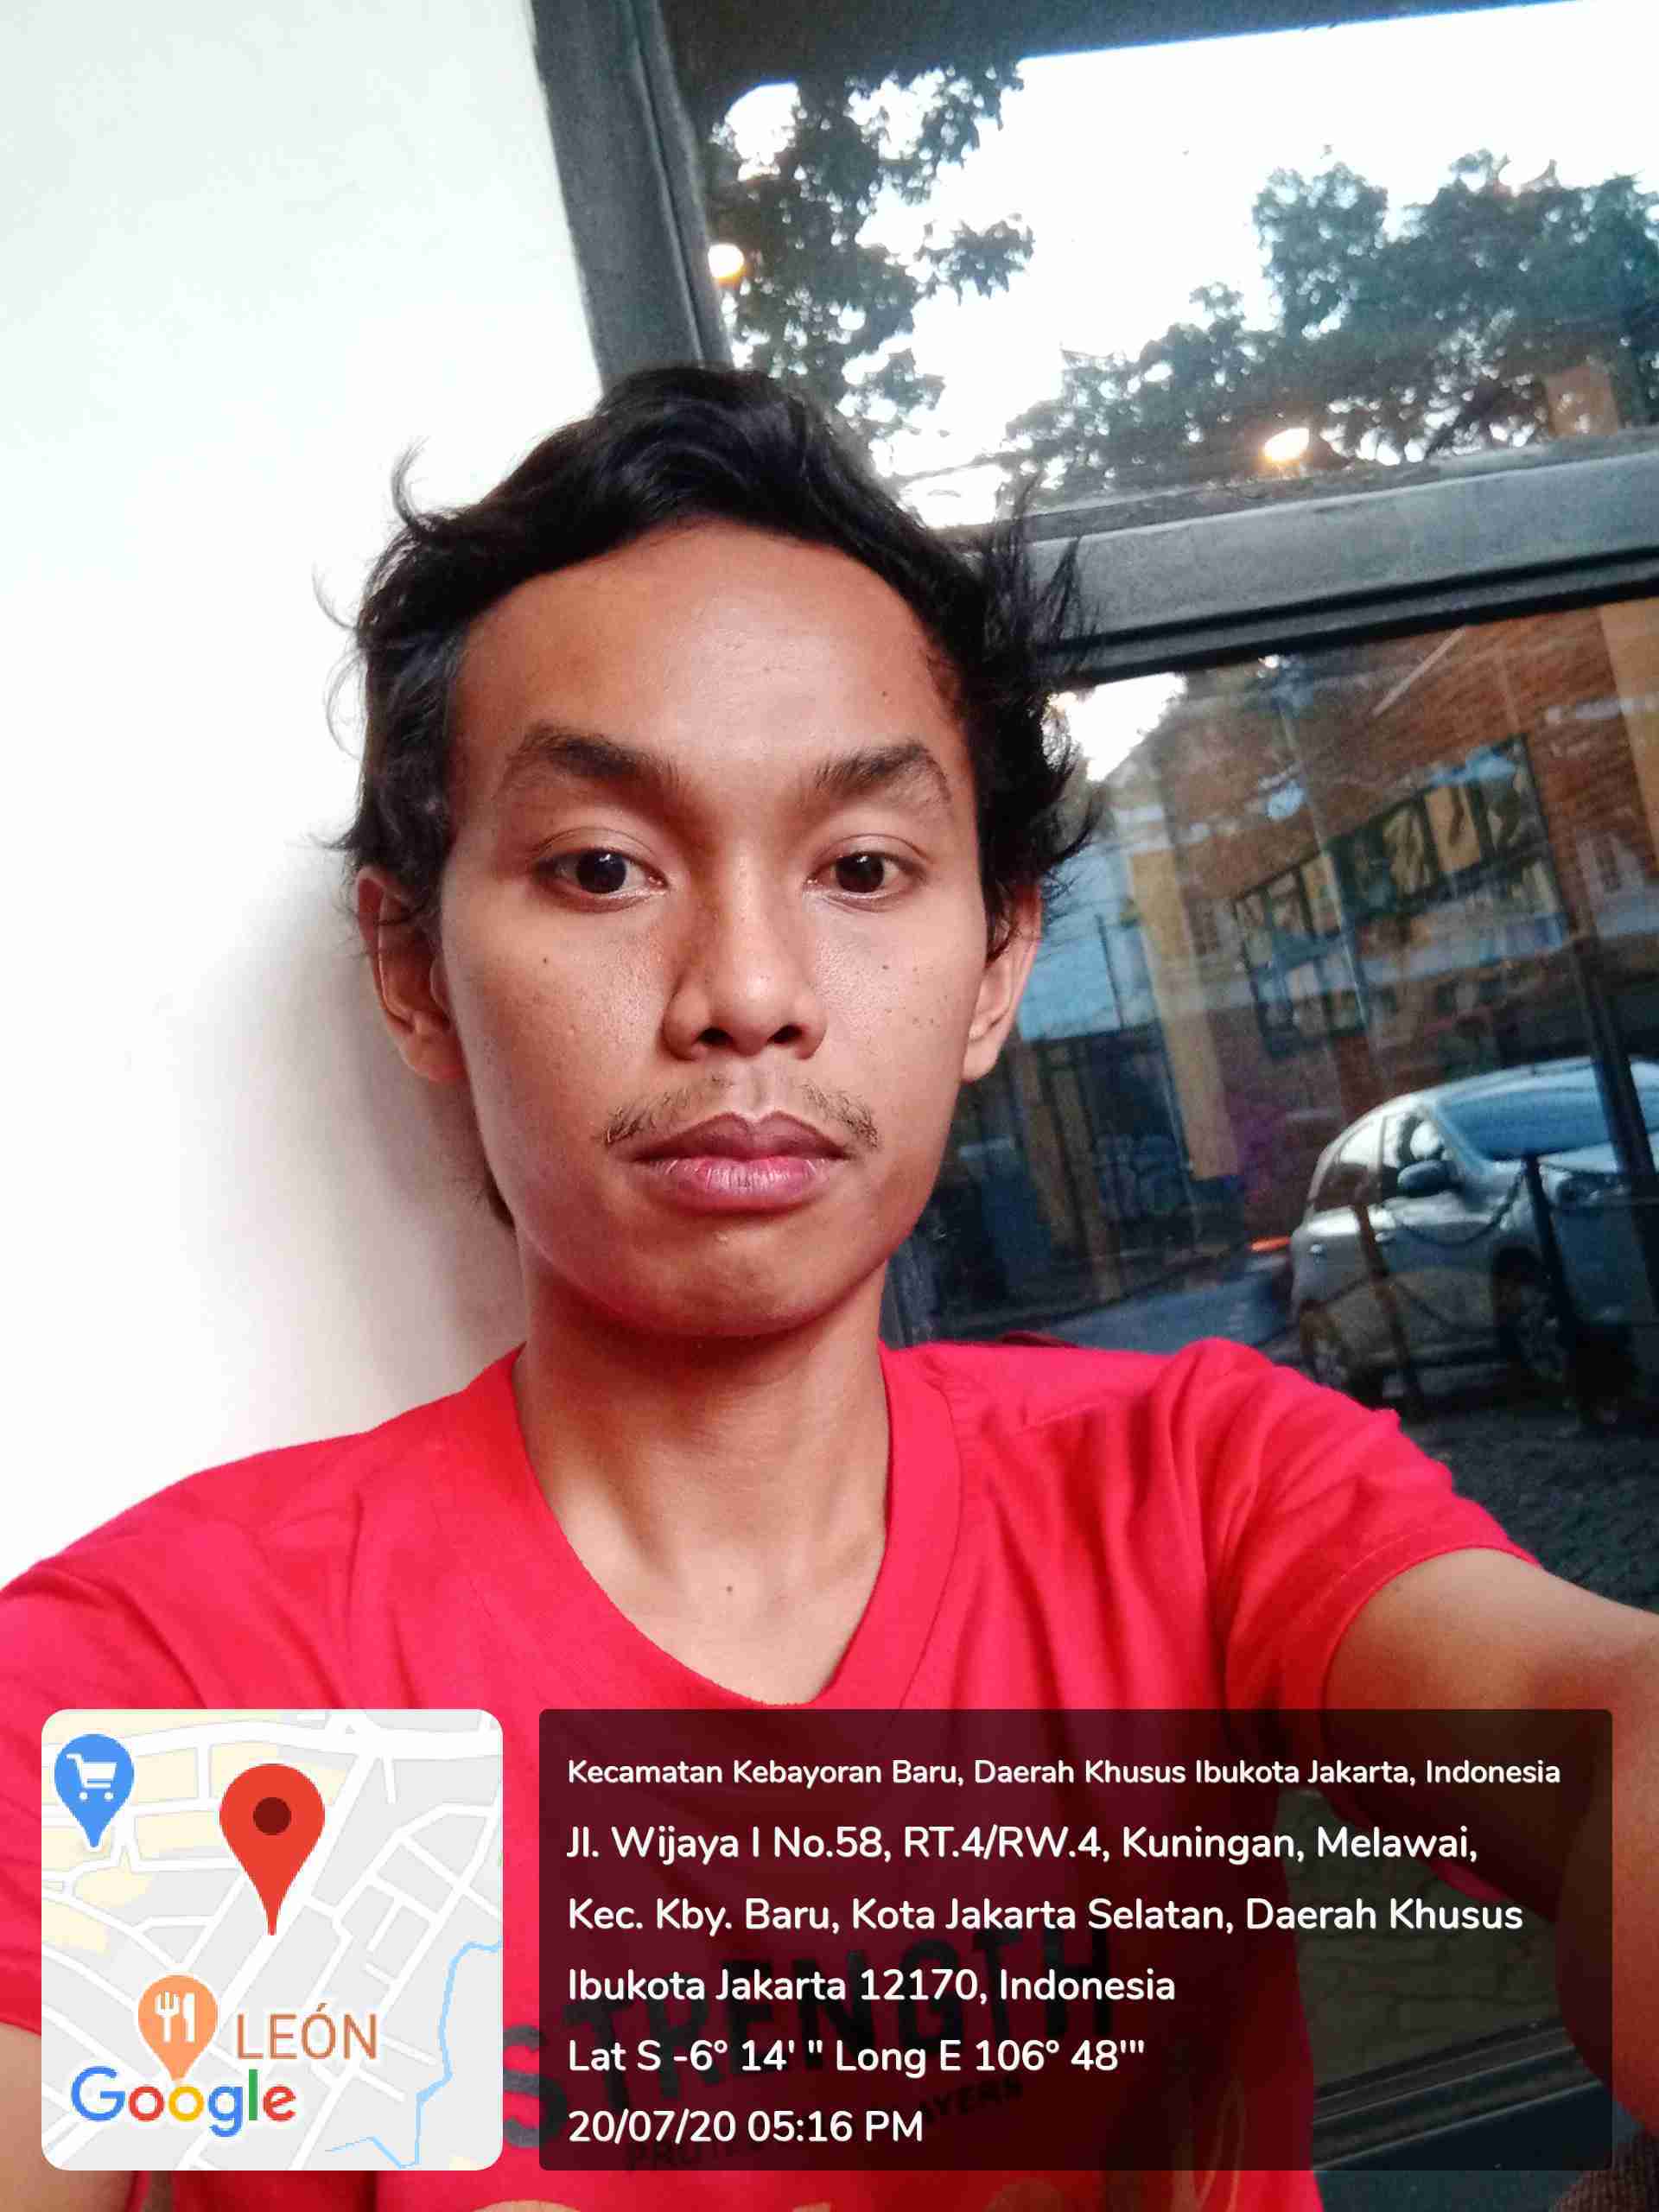 LEÓN
Google
Kecamatan Kebayoran Baru, Daerah Khusus Ibukota Jakarta, Indonesia
Jl. Wijaya I No.58, RT.4/RW.4, Kuningan, Melawai,
Kec. Kby. Baru, Kota Jakarta Selatan, Daerah Khusus
Ibukota Jakarta 12170, Indonesia
Lat S -6° 14' " Long E 106° 48'"
20/07/20 05:16 PM
STRENGTH